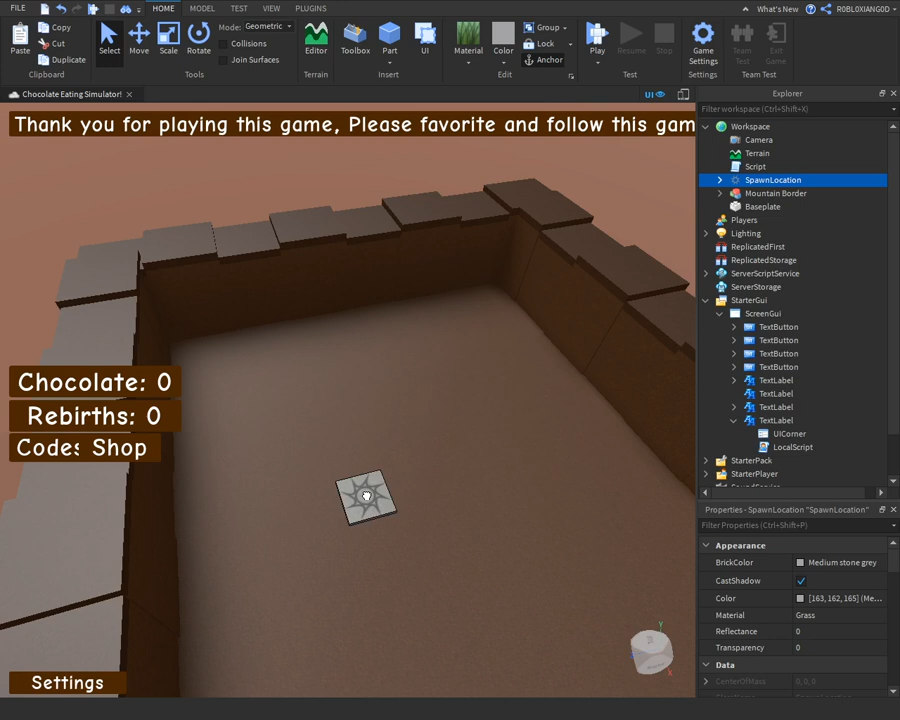 FILE HOME MODEL TEST VIEW PLUGINS What's New R0BL0XIANG0D
Paste Copy Cut Duplicate Clipboard
Select Move Scale Rotate Mode: Geometric Collisions Join Surfaces Tools
Editor Terrain
Toolbox Part UI Insert
Material Color Group Lock Anchor Edit
Play Resume Stop Test
Game Settings Settings
Team Test Exit Game Team Test
Chocolate Eating Simulator! UI
Thank you for playing this game, Please favorite and follow this gam
Chocolate: 0
Rebirths: 0
Codes Shop
Settings
Y
X
Explorer
Filter workspace (Ctrl+Shift+X)
Workspace
Camera
Terrain
Script
SpawnLocation
Mountain Border
Baseplate
Players
Lighting
ReplicatedFirst
ReplicatedStorage
ServerScriptService
ServerStorage
StarterGui
ScreenGui
TextButton
TextButton
TextButton
TextButton
TextLabel
TextLabel
TextLabel
TextLabel
UICorner
LocalScript
StarterPack
StarterPlayer
Properties - SpawnLocation "SpawnLocation"
Filter Properties (Ctrl+Shift+P)
Appearance
BrickColor Medium stone grey
CastShadow
Color [163, 162, 165] (Me...
Material Grass
Reflectance 0
Transparency 0
Data
CenterOfMass 0, 0, 0